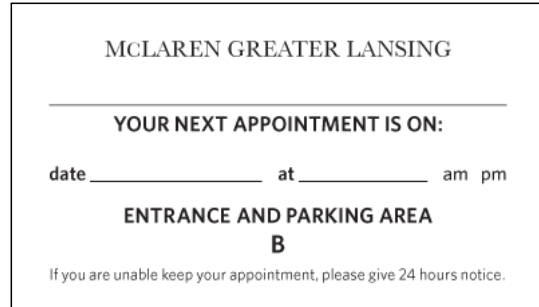 McLAREN GREATER LANSING
YOUR NEXT APPOINTMENT IS ON:
date at am pm
ENTRANCE AND PARKING AREA
B
If you are unable keep your appointment, please give 24 hours notice.